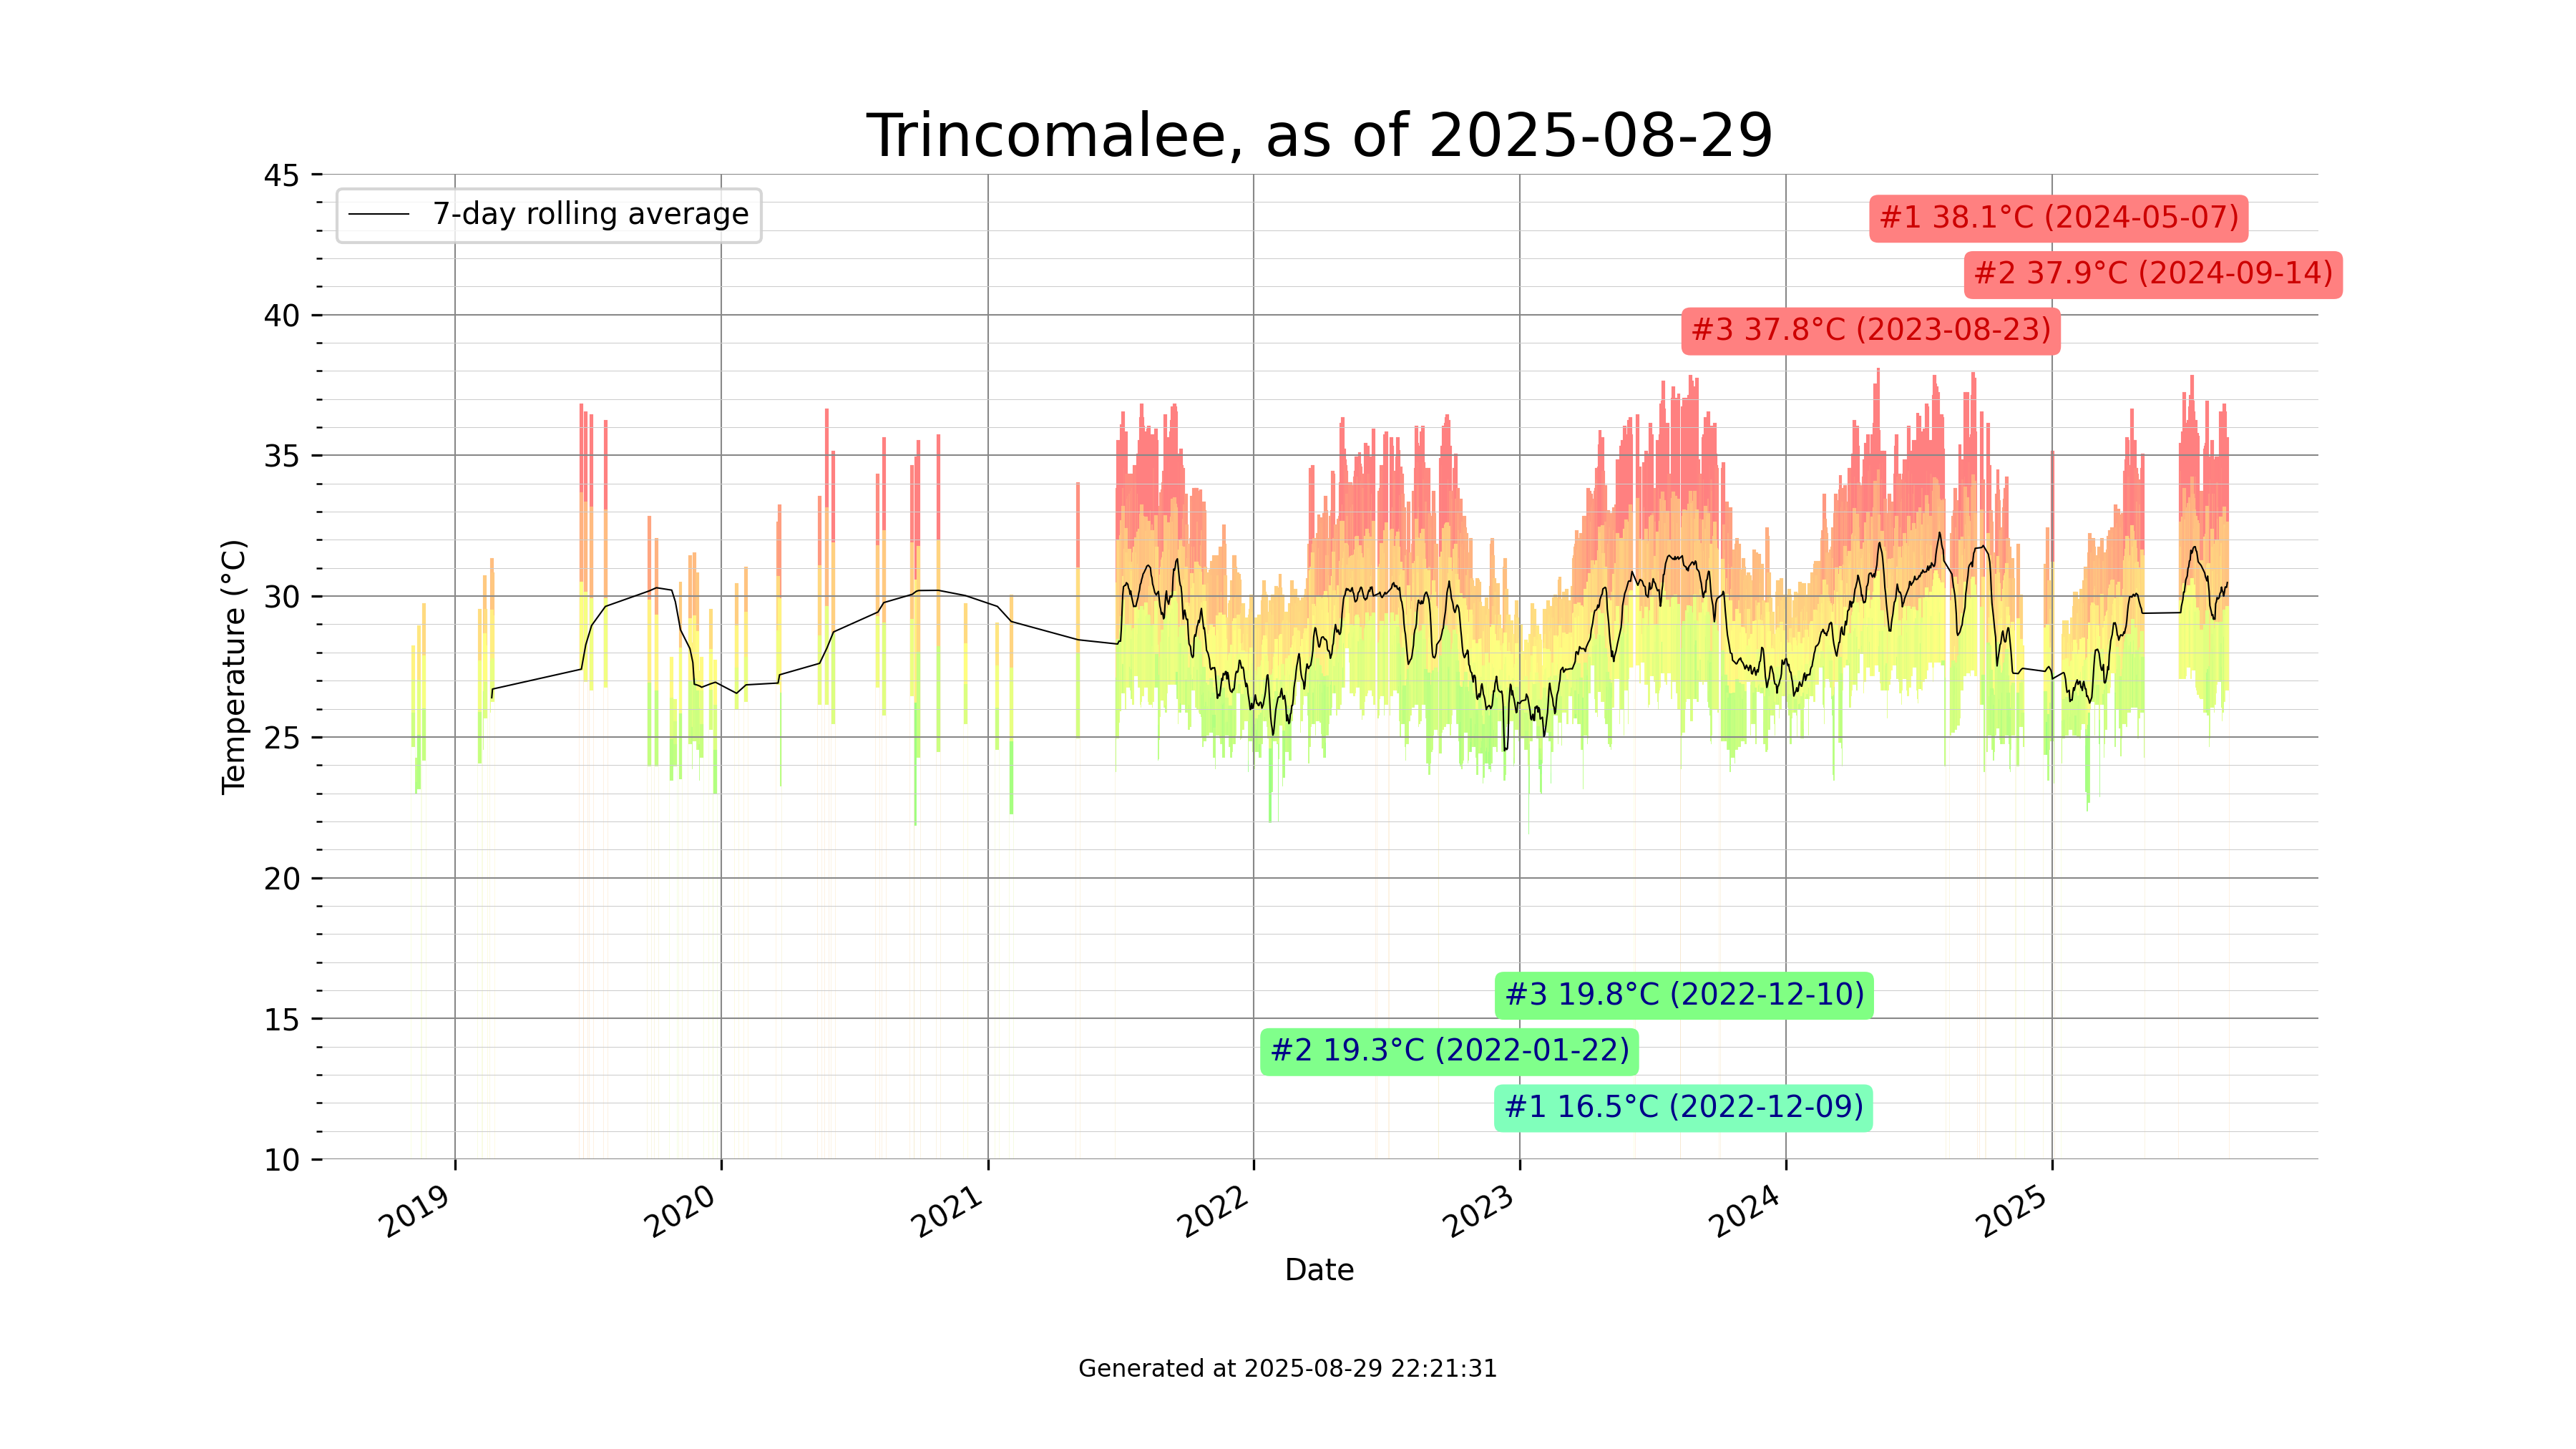 Trincomalee, as of 2025-08-29
7-day rolling average
#1 38.1°C (2024-05-07)
#2 37.9°C (2024-09-14)
#3 37.8°C (2023-08-23)
#3 19.8°C (2022-12-10)
#2 19.3°C (2022-01-22)
#1 16.5°C (2022-12-09)
Temperature (°C)
45
40
35
30
25
20
15
10
2019
2020
2021
2022
2023
2024
2025
Date
Generated at 2025-08-29 22:21:31